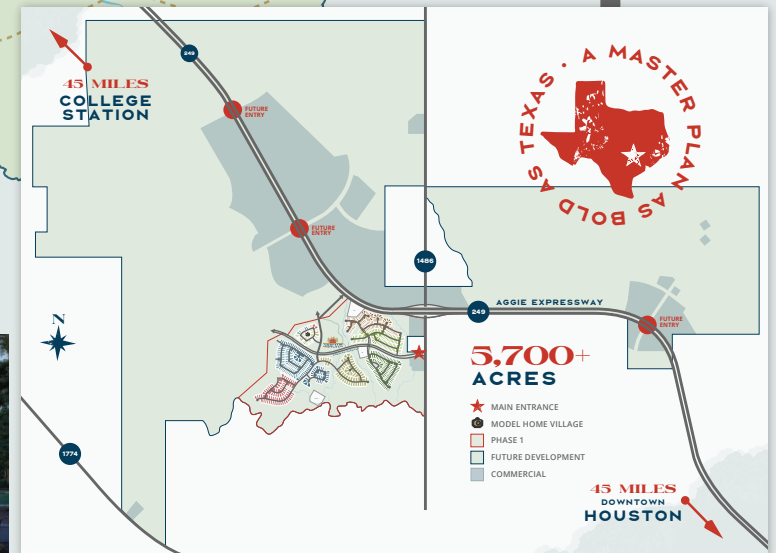 249
45 MILES
COLLEGE
STATION
FUTURE
ENTRY
A MASTER PLAN AS BOLD AS TEXAS •
FUTURE
ENTRY
1486
249
AGGIE EXPRESSWAY
FUTURE
ENTRY
N
5,700+
ACRES
MAIN ENTRANCE
MODEL HOME VILLAGE
PHASE 1
FUTURE DEVELOPMENT
COMMERCIAL
1774
45 MILES
DOWNTOWN
HOUSTON